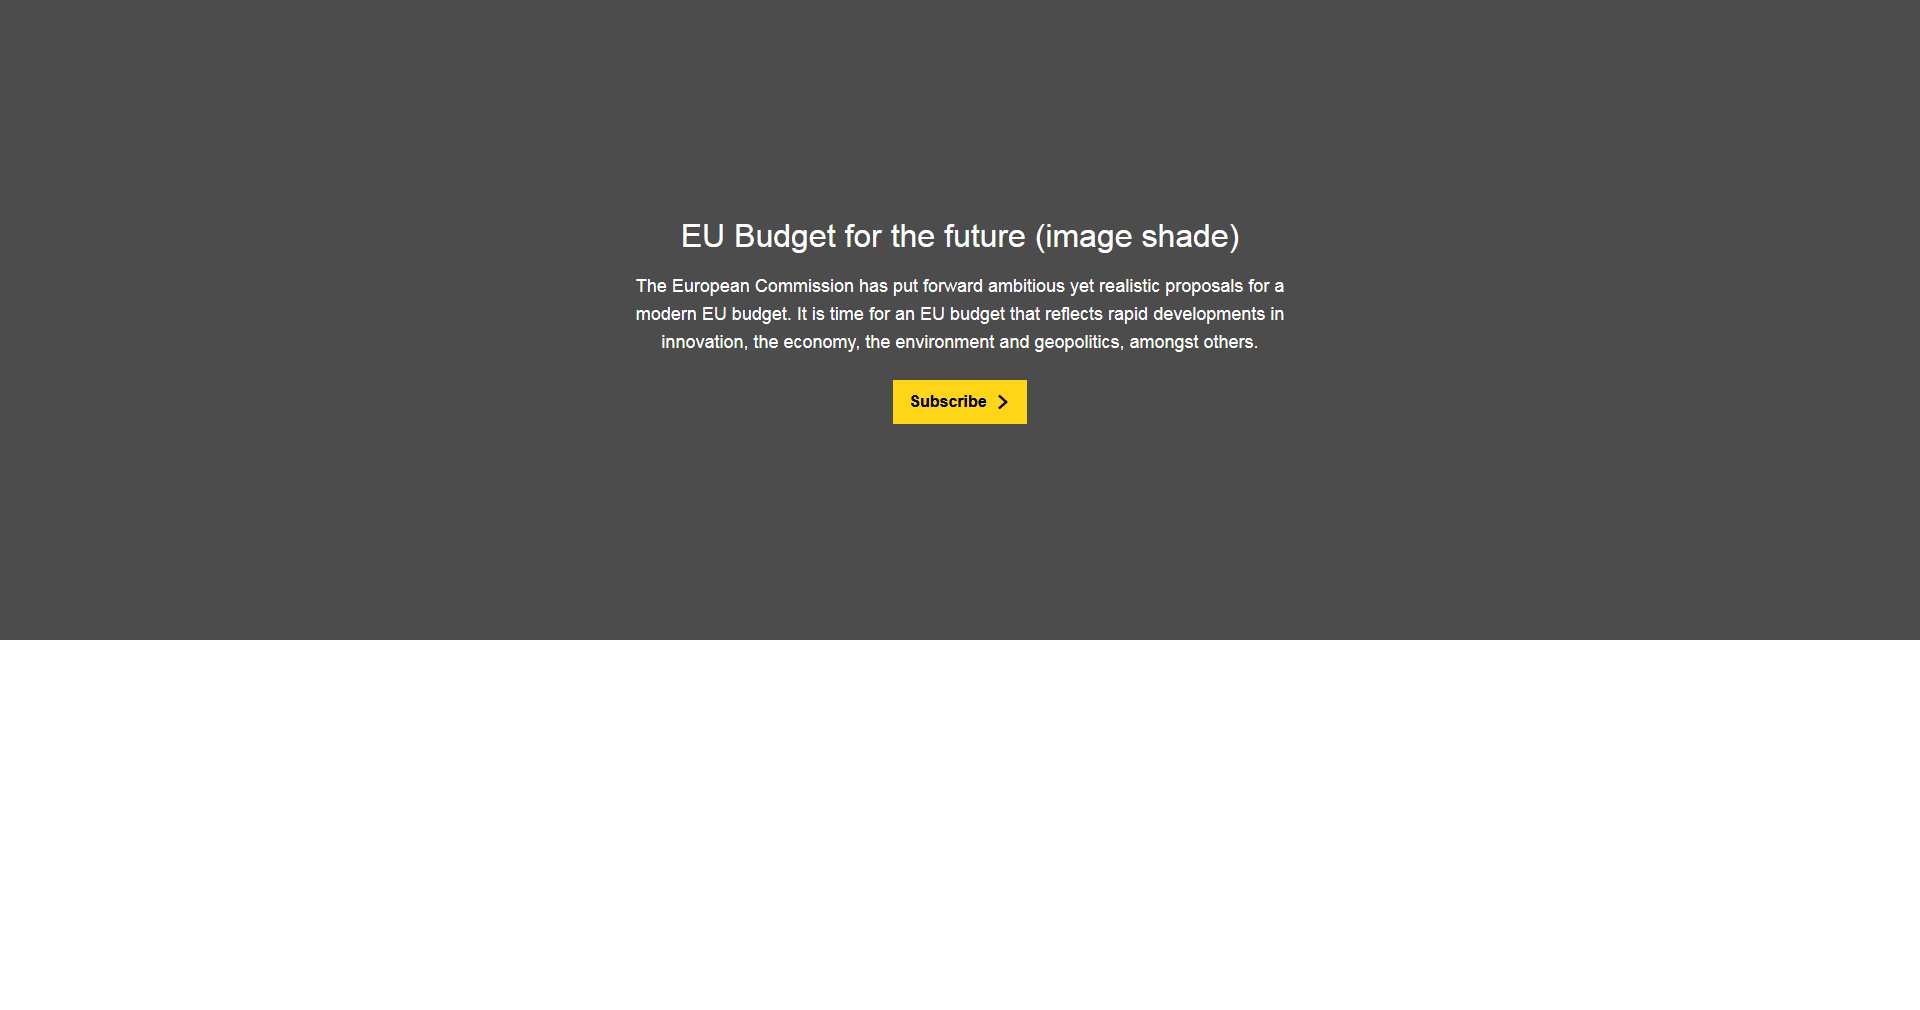 EU Budget for the future (image shade)
The European Commission has put forward ambitious yet realistic proposals for a
modern EU budget. It is time for an EU budget that reflects rapid developments in
innovation, the economy, the environment and geopolitics, amongst others.
Subscribe